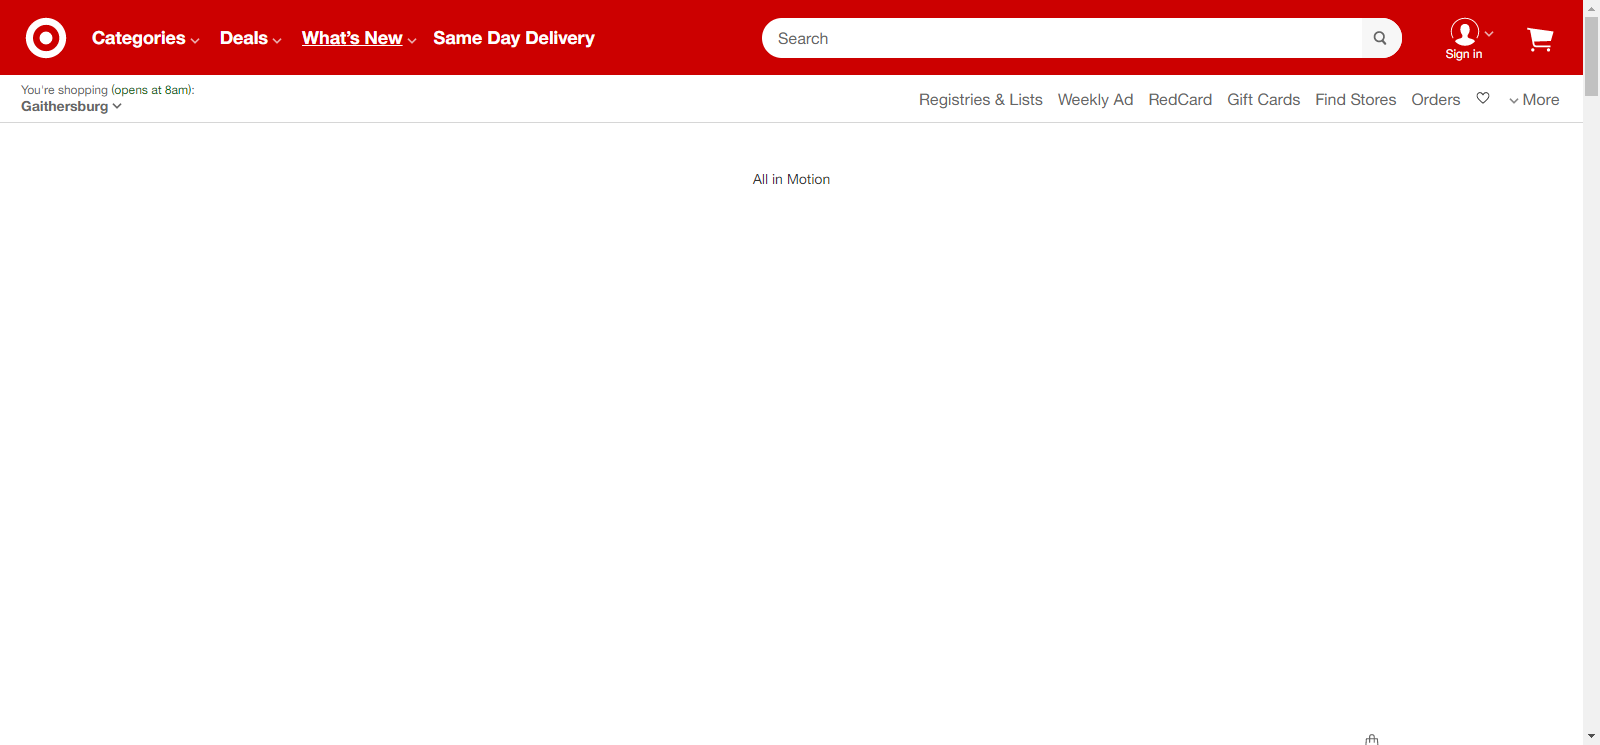 Categories
Deals
What's New
Same Day Delivery
Search
Sign in
You're shopping (opens at 8am):
Gaithersburg
Registries & Lists
Weekly Ad
RedCard
Gift Cards
Find Stores
Orders
More
All in Motion